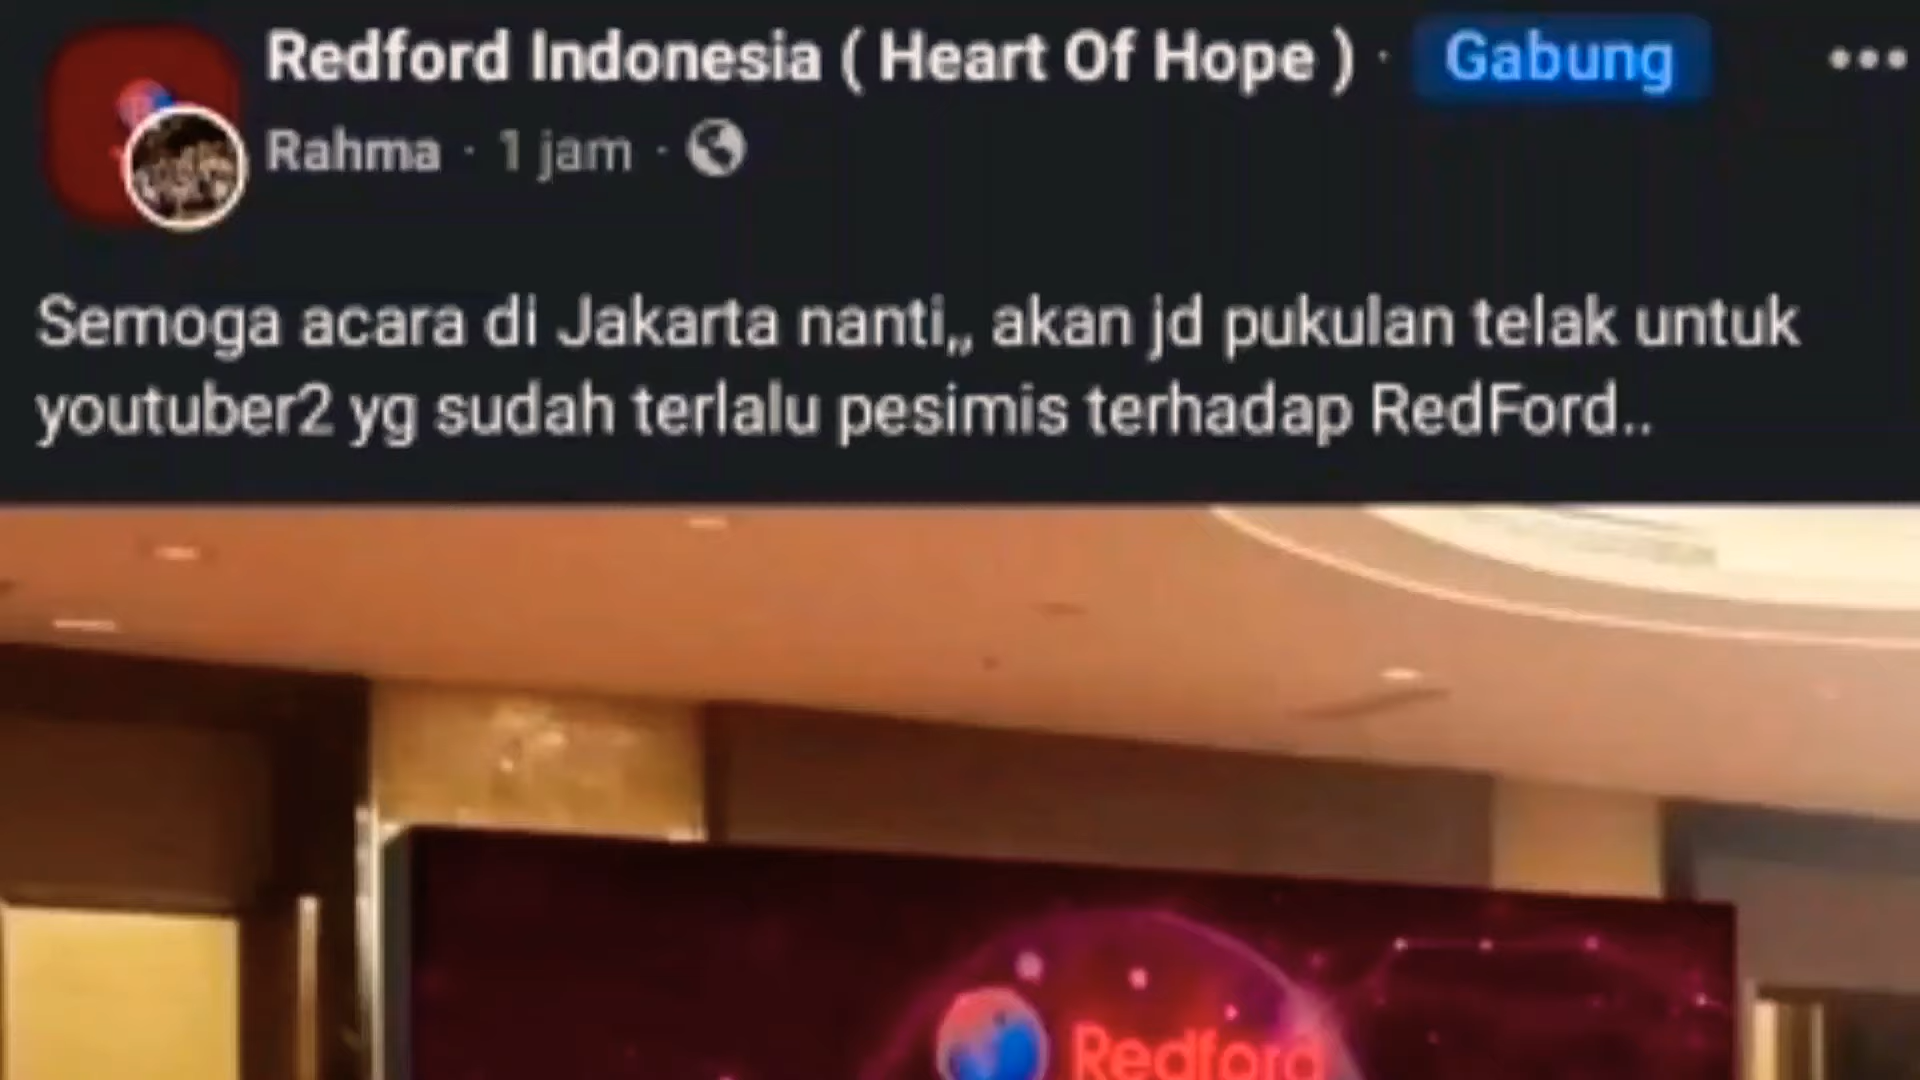 Redford Indonesia ( Heart Of Hope ) · Gabung
Rahma · 1 jam ·
Semoga acara di Jakarta nanti,, akan jd pukulan telak untuk
youtuber2 yg sudah terlalu pesimis terhadap RedFord..
Redford